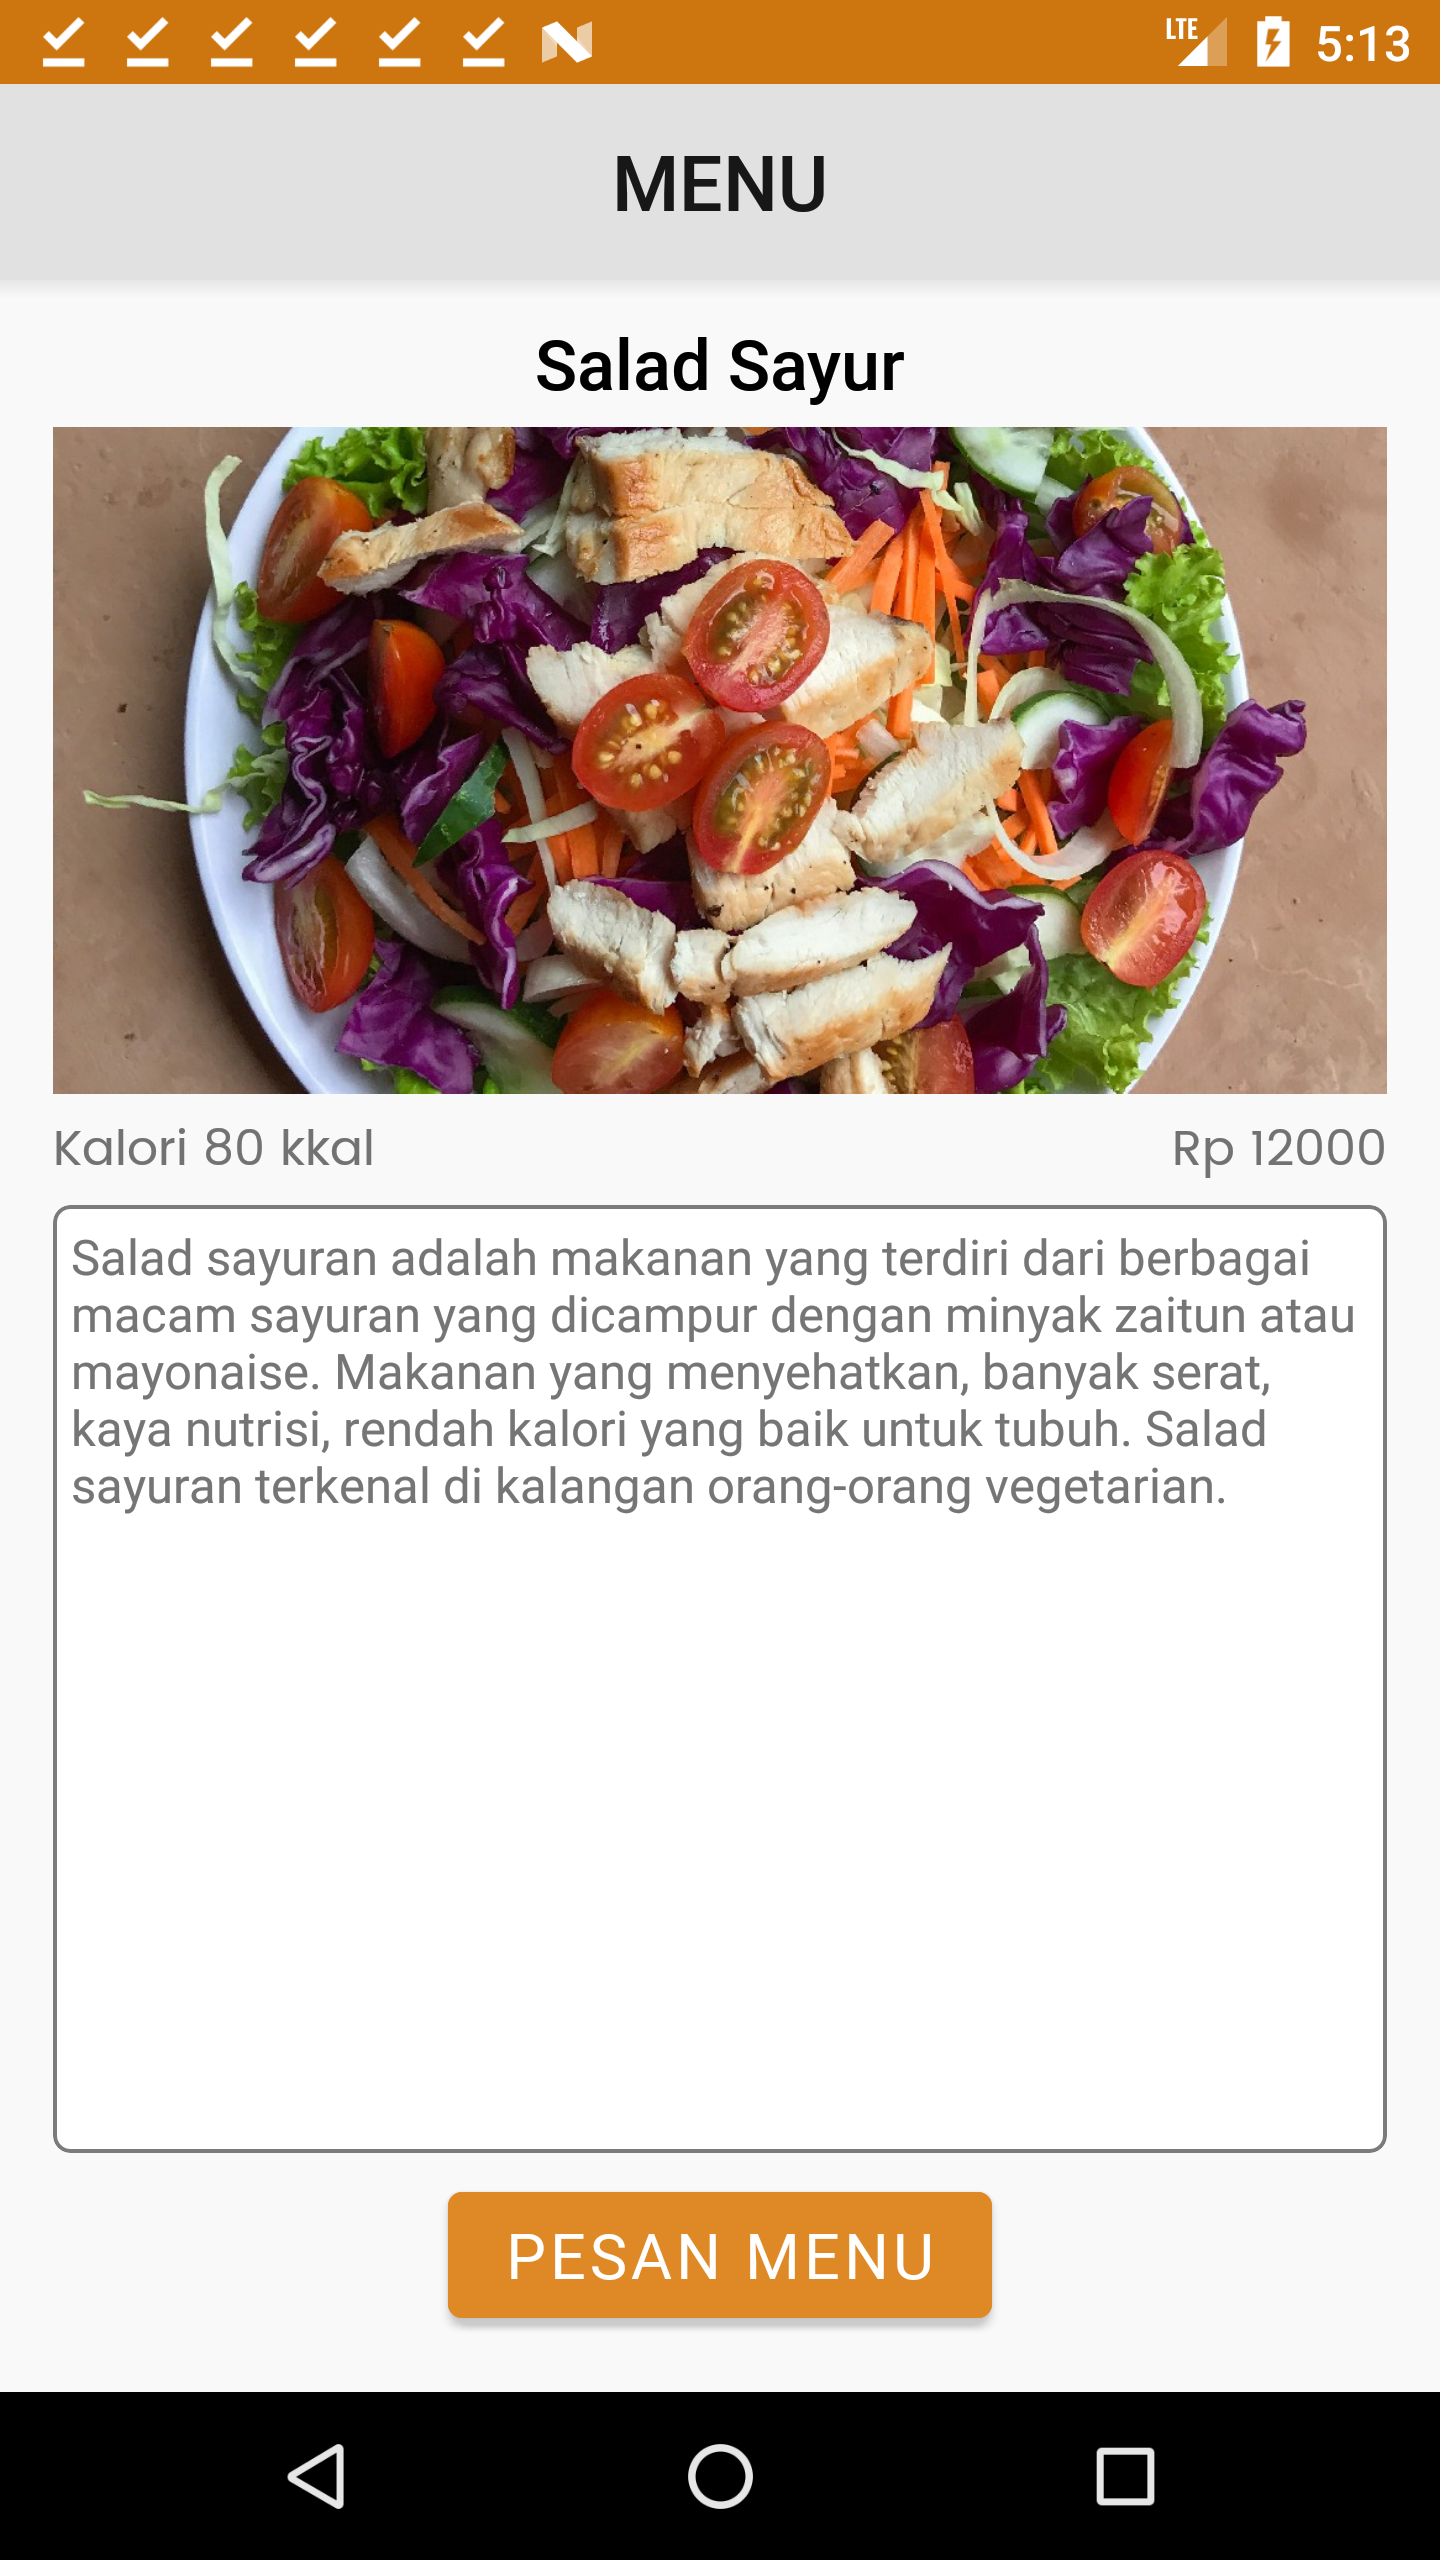 LTE 5:13
MENU
Salad Sayur
Kalori 80 kkal
Rp 12000
Salad sayuran adalah makanan yang terdiri dari berbagai
macam sayuran yang dicampur dengan minyak zaitun atau
mayonaise. Makanan yang menyehatkan, banyak serat,
kaya nutrisi, rendah kalori yang baik untuk tubuh. Salad
sayuran terkenal di kalangan orang-orang vegetarian.
PESAN MENU